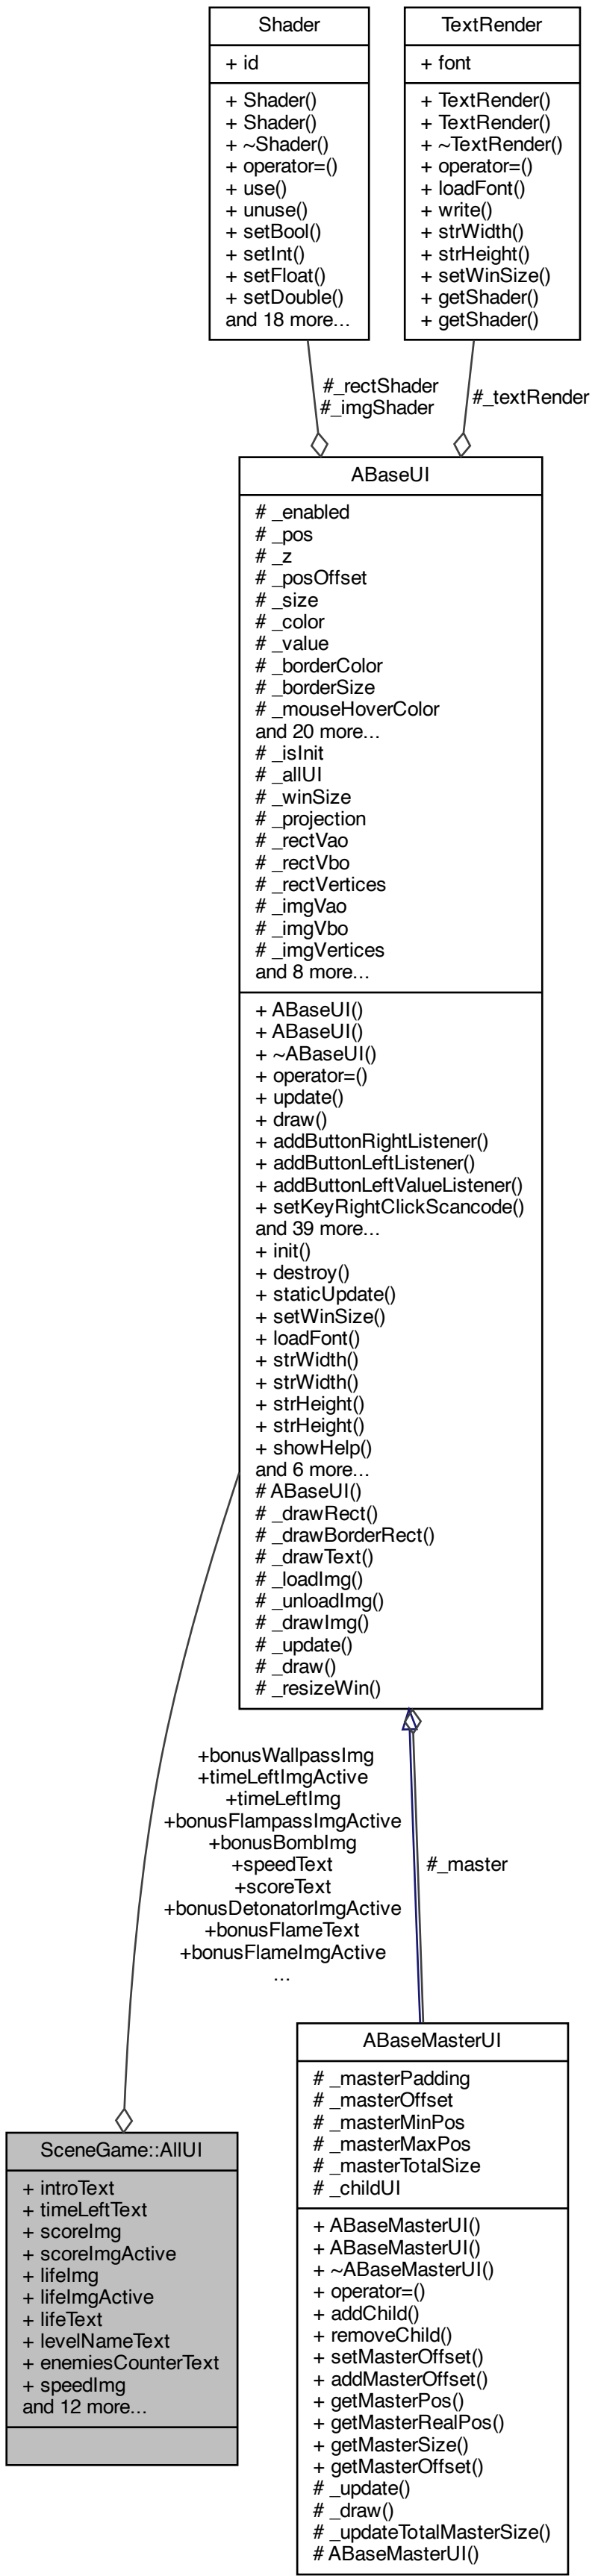 Shader
+ id
+ Shader()
+ Shader()
+ ~Shader()
+ operator=()
+ use()
+ unuse()
+ setBool()
+ setInt()
+ setFloat()
+ setDouble()
and 18 more...
TextRender
+ font
+ TextRender()
+ TextRender()
+ ~TextRender()
+ operator=()
+ loadFont()
+ write()
+ strWidth()
+ strHeight()
+ setWinSize()
+ getShader()
+ getShader()
#_rectShader
#_imgShader
#_textRender
ABaseUI
# _enabled
# _pos
# _z
# _posOffset
# _size
# _color
# _value
# _borderColor
# _borderSize
# _mouseHoverColor
and 20 more...
# _isInit
# _allUI
# _winSize
# _projection
# _rectVao
# _rectVbo
# _rectVertices
# _imgVao
# _imgVbo
# _imgVertices
and 8 more...
+ ABaseUI()
+ ABaseUI()
+ ~ABaseUI()
+ operator=()
+ update()
+ draw()
+ addButtonRightListener()
+ addButtonLeftListener()
+ addButtonLeftValueListener()
+ setKeyRightClickScancode()
and 39 more...
+ init()
+ destroy()
+ staticUpdate()
+ setWinSize()
+ loadFont()
+ strWidth()
+ strWidth()
+ strHeight()
+ strHeight()
+ showHelp()
and 6 more...
# ABaseUI()
# _drawRect()
# _drawBorderRect()
# _drawText()
# _loadImg()
# _unloadImg()
# _drawImg()
# _update()
# _draw()
# _resizeWin()
+bonusWallpassImg
+timeLeftImgActive
+timeLeftImg
+bonusFlampassImgActive
+bonusBombImg
+speedText
+scoreText
+bonusDetonatorImgActive
+bonusFlameText
+bonusFlameImgActive
...
#_master
SceneGame::AllUI
+ introText
+ timeLeftText
+ scoreImg
+ scoreImgActive
+ lifeImg
+ lifeImgActive
+ lifeText
+ levelNameText
+ enemiesCounterText
+ speedImg
and 12 more...
ABaseMasterUI
# _masterPadding
# _masterOffset
# _masterMinPos
# _masterMaxPos
# _masterTotalSize
# _childUI
+ ABaseMasterUI()
+ ABaseMasterUI()
+ ~ABaseMasterUI()
+ operator=()
+ addChild()
+ removeChild()
+ setMasterOffset()
+ addMasterOffset()
+ getMasterPos()
+ getMasterRealPos()
+ getMasterSize()
+ getMasterOffset()
# _update()
# _draw()
# _updateTotalMasterSize()
# ABaseMasterUI()